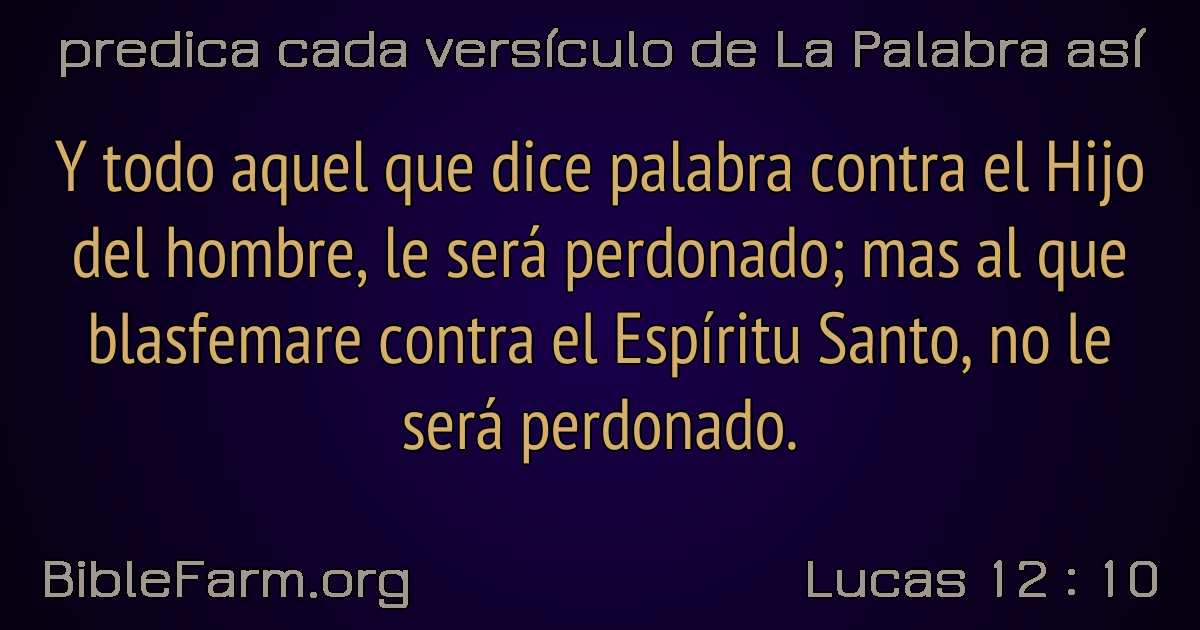 predica cada versículo de La Palabra así
Y todo aquel que dice palabra contra el Hijo
del hombre, le será perdonado; mas al que
blasfemare contra el Espíritu Santo, no le
será perdonado.
BibleFarm.org
Lucas 12 : 10